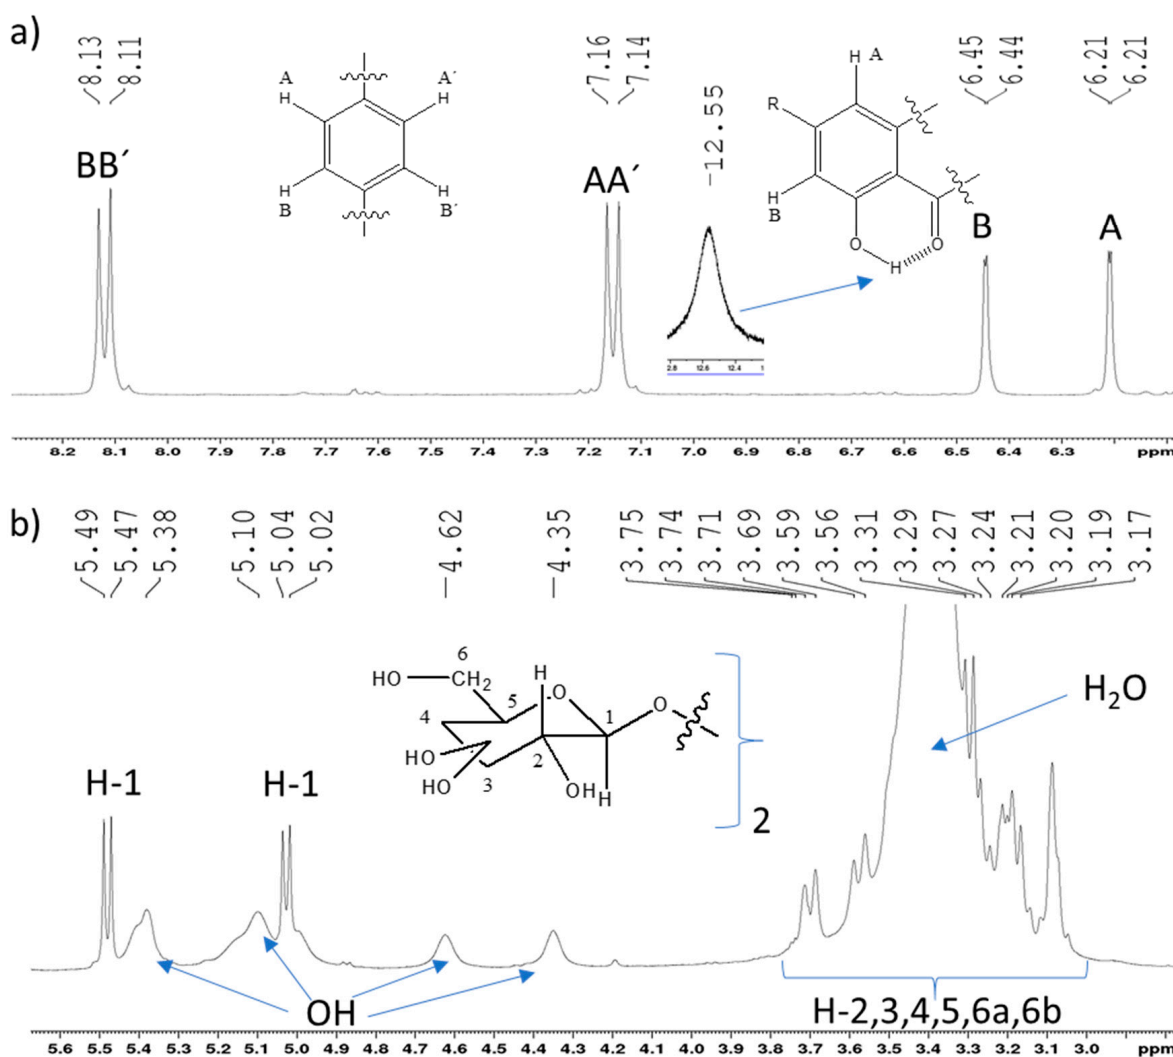 a)
8.13
8.11
7.16
7.14
-12.55
6.45
6.44
6.21
6.21
A A´
H H
H H
B B´
H A
R
H
B
O H O
BB´
AA´
B
A
2.8 12.6 12.4 1
8.2 8.1 8.0 7.9 7.8 7.7 7.6 7.5 7.4 7.3 7.2 7.1 7.0 6.9 6.8 6.7 6.6 6.5 6.4 6.3 ppm
b)
5.49
5.47
5.38
5.10
5.04
5.02
4.62
4.35
3.75
3.74
3.71
3.69
3.59
3.56
3.31
3.29
3.27
3.24
3.21
3.20
3.19
3.17
6
HO CH2 H
5 O O
4 1
HO 2
HO 3 OH H
2
H2O
H-1
H-1
OH
H-2,3,4,5,6a,6b
5.6 5.5 5.4 5.3 5.2 5.1 5.0 4.9 4.8 4.7 4.6 4.5 4.4 4.3 4.2 4.1 4.0 3.9 3.8 3.7 3.6 3.5 3.4 3.3 3.2 3.1 3.0 ppm